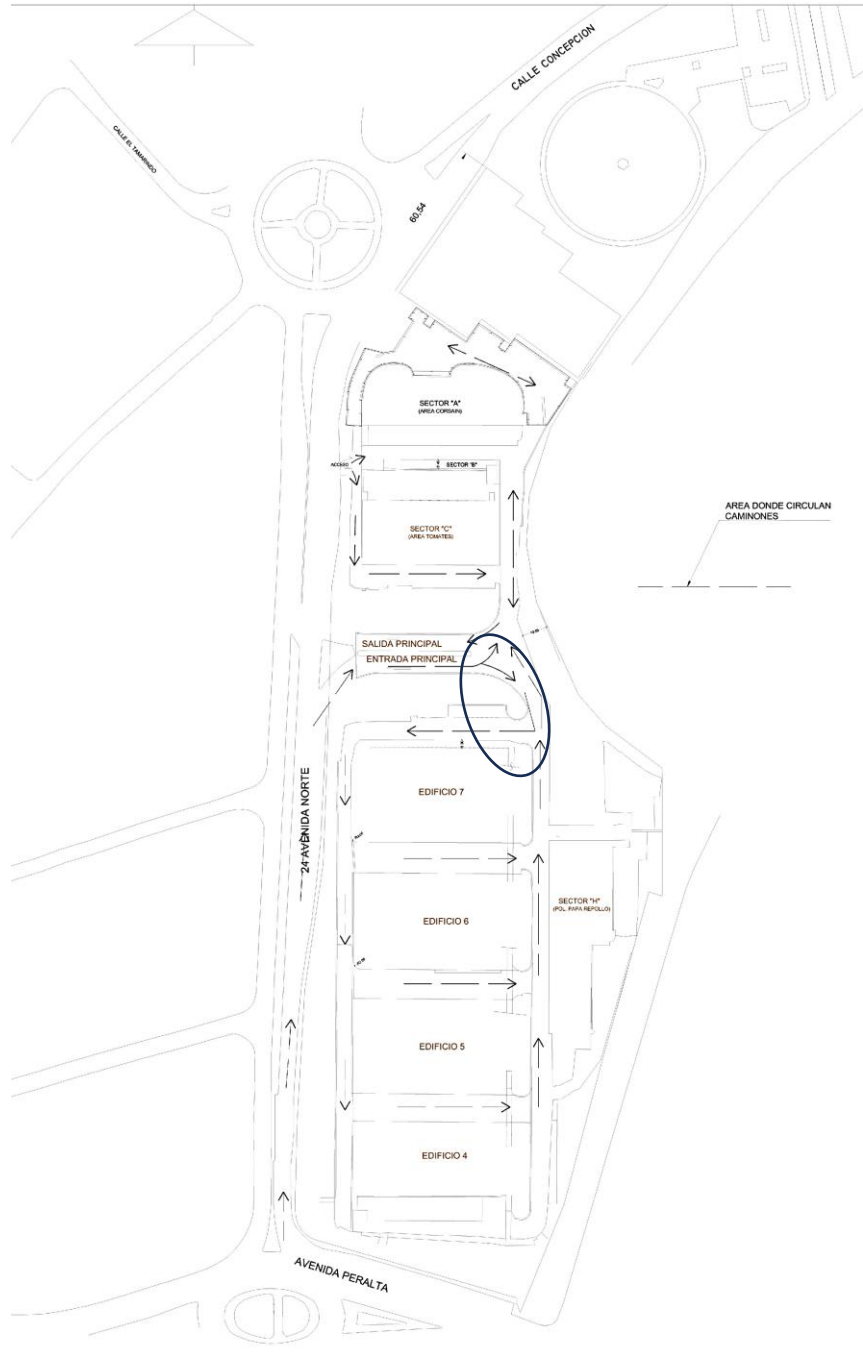 CALLE CONCEPCION
CALLE EL TAMARINDO
60,54
SECTOR "A"
(AREA CORBAIN)
ACCESO
SECTOR "B"
SECTOR "C"
(AREA TOMATES)
AREA DONDE CIRCULAN
CAMINONES
SALIDA PRINCIPAL
ENTRADA PRINCIPAL
24 AVENIDA NORTE
EDIFICIO 7
EDIFICIO 6
SECTOR "H"
(POL. PAPA REPOLLO)
EDIFICIO 5
EDIFICIO 4
AVENIDA PERALTA